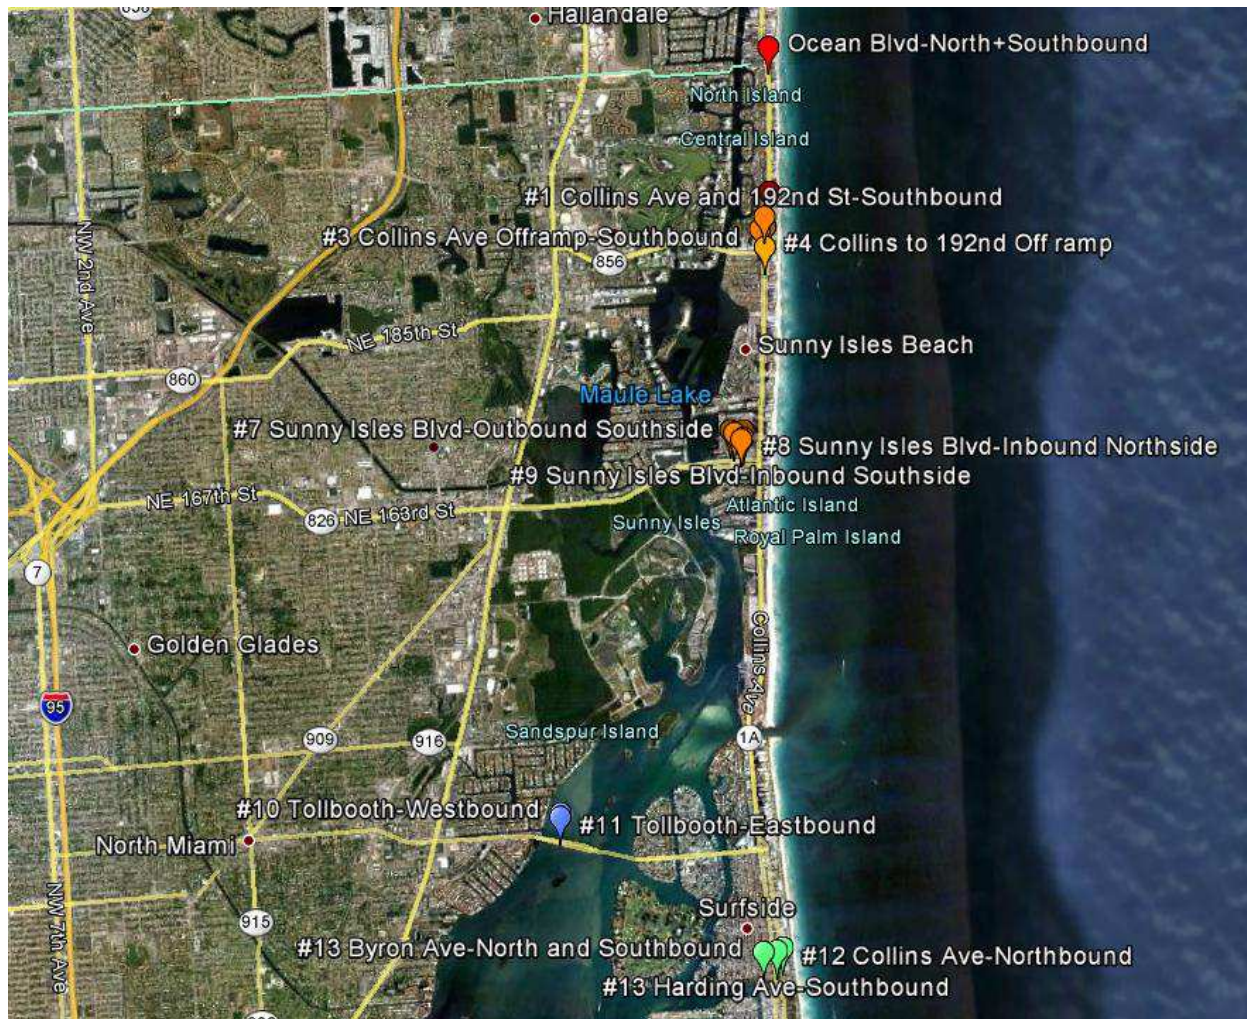 858
Hallandale
Ocean Blvd-North+Southbound
North Island
Central Island
#1 Collins Ave and 192nd St-Southbound
#3 Collins Ave Offramp-Southbound
#4 Collins to 192nd Off ramp
856
NW 2nd Ave
NE 185th St
Sunny Isles Beach
860
Maule Lake
#7 Sunny Isles Blvd-Outbound Southside
#8 Sunny Isles Blvd-Inbound Northside
#9 Sunny Isles Blvd-Inbound Southside
NE 167th St
826
NE 163rd St
Atlantic Island
Sunny Isles
Royal Palm Island
7
Golden Glades
Collins Ave
95
909
916
Sandspur Island
1A
#10 Tollbooth-Westbound
#11 Tollbooth-Eastbound
North Miami
NW 7th Ave
915
Surfside
#13 Byron Ave-North and Southbound
#12 Collins Ave-Northbound
#13 Harding Ave-Southbound